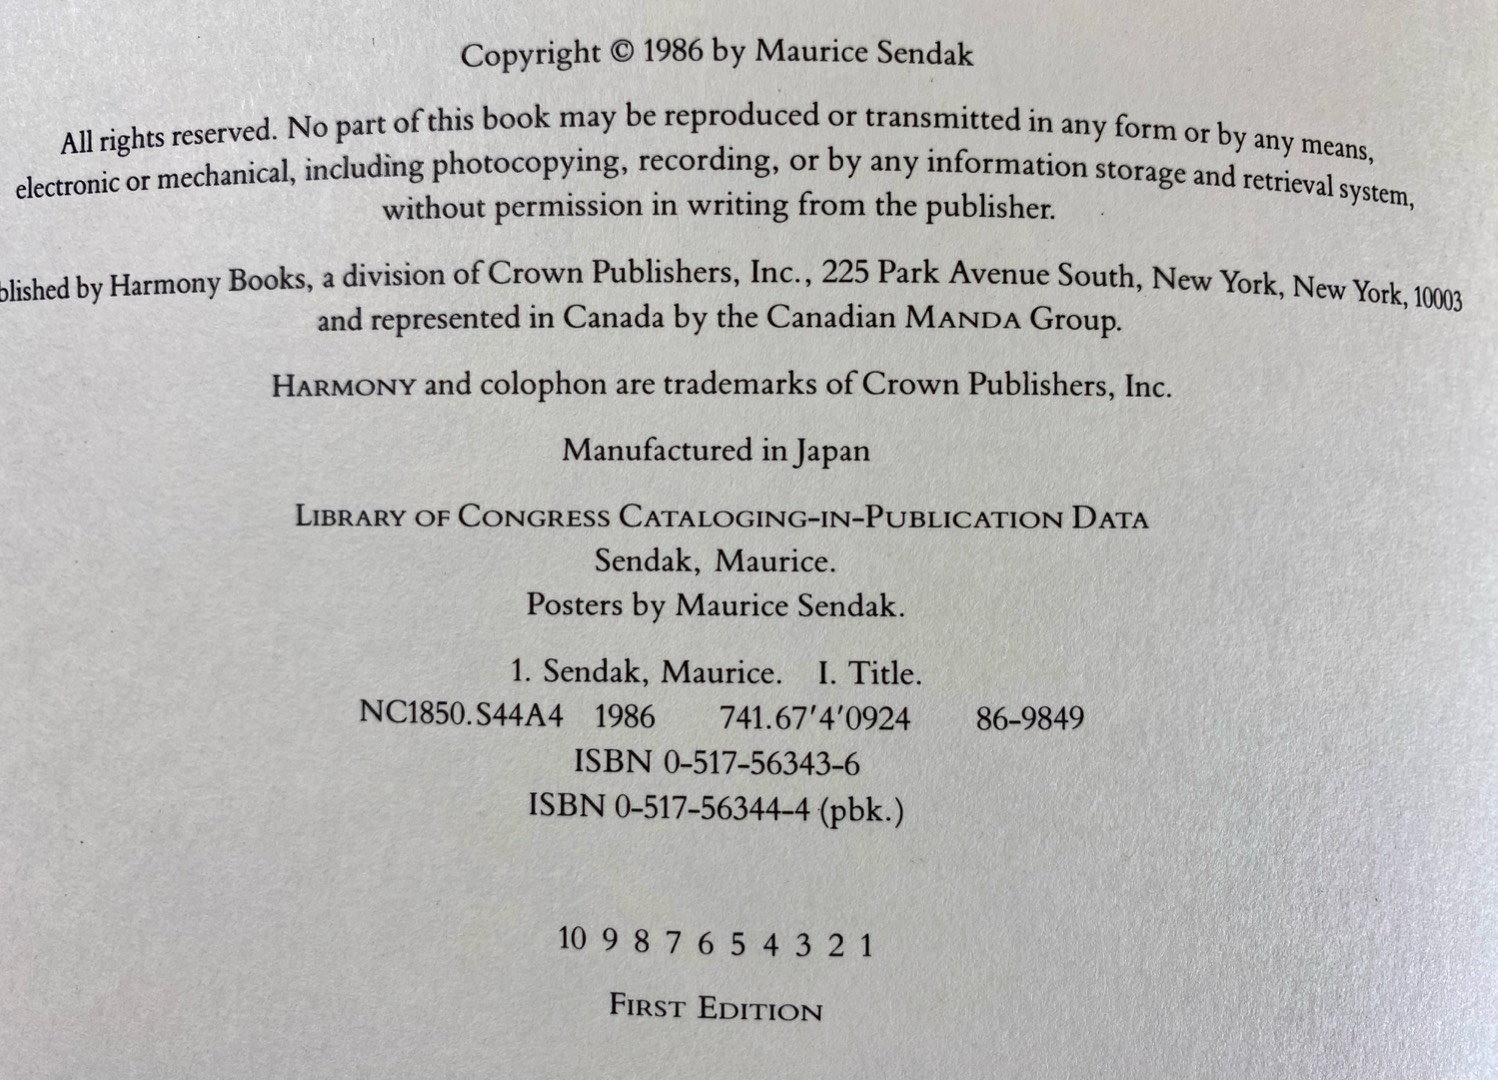 Copyright © 1986 by Maurice Sendak
All rights reserved. No part of this book may be reproduced or transmitted in any form or by any means,
electronic or mechanical, including photocopying, recording, or by any information storage and retrieval system,
without permission in writing from the publisher.
blished by Harmony Books, a division of Crown Publishers, Inc., 225 Park Avenue South, New York, New York, 10003
and represented in Canada by the Canadian MANDA Group.
HARMONY and colophon are trademarks of Crown Publishers, Inc.
Manufactured in Japan
LIBRARY OF CONGRESS CATALOGING-IN-PUBLICATION DATA
Sendak, Maurice.
Posters by Maurice Sendak.
1. Sendak, Maurice. I. Title.
NC1850.S44A4 1986 741.67′4′0924 86-9849
ISBN 0-517-56343-6
ISBN 0-517-56344-4 (pbk.)
10 9 8 7 6 5 4 3 2 1
FIRST EDITION